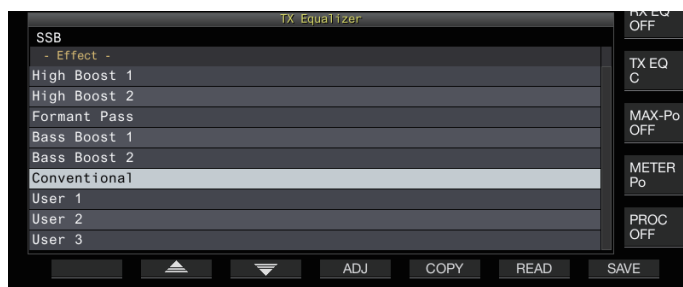 TX Equalizer
SSB
- Effect -
High Boost 1
High Boost 2
Formant Pass
Bass Boost 1
Bass Boost 2
Conventional
User 1
User 2
User 3
RX EQ
OFF
TX EQ
C
MAX-Po
OFF
METER
Po
PROC
OFF
ADJ
COPY
READ
SAVE